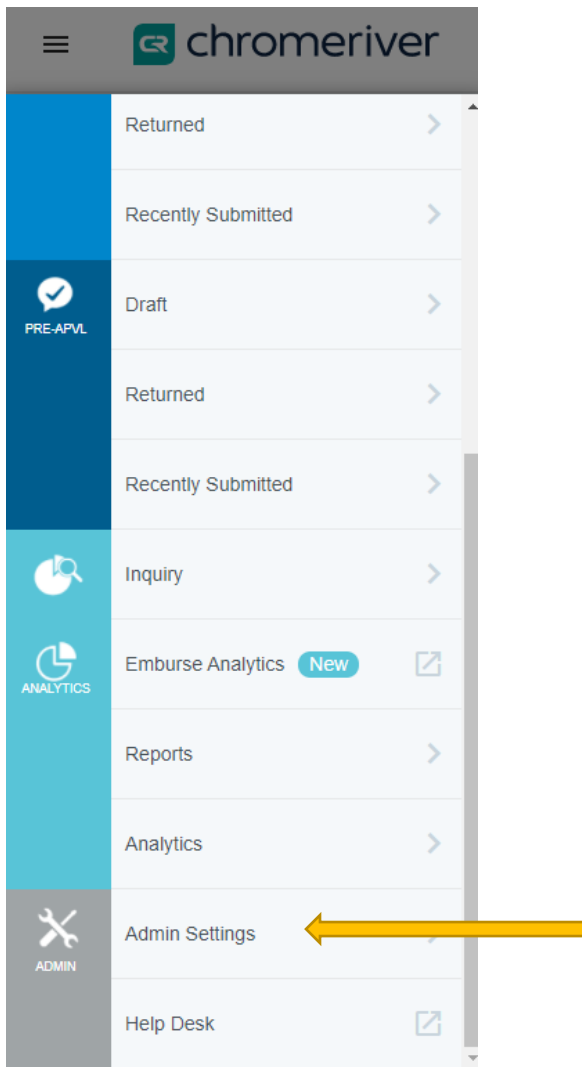 chromeriver
Returned
Recently Submitted
PRE-APVL
Draft
Returned
Recently Submitted
Inquiry
ANALYTICS
Emburse Analytics New
Reports
Analytics
ADMIN
Admin Settings
Help Desk